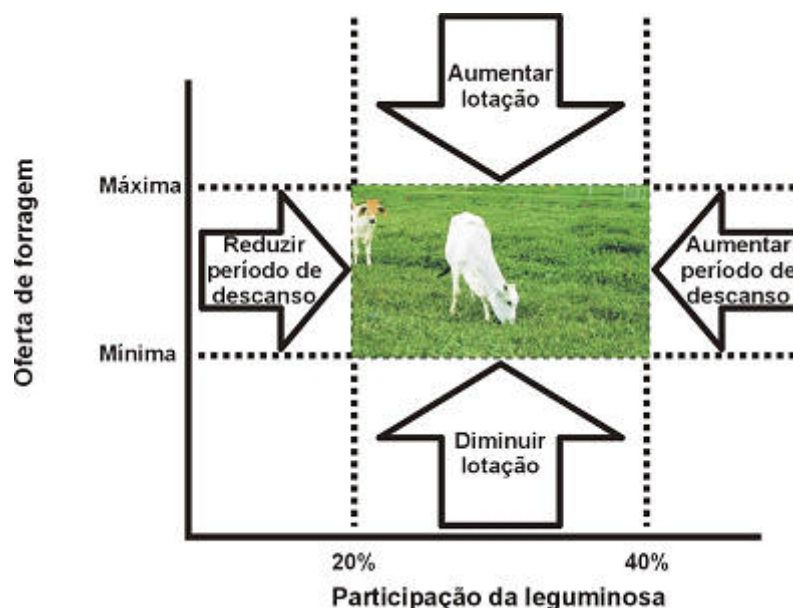 Aumentar
lotação
Oferta de forragem
Máxima
Reduzir
período de
descanso
Aumentar
período de
descanso
Mínima
Diminuir
lotação
20%
40%
Participação da leguminosa